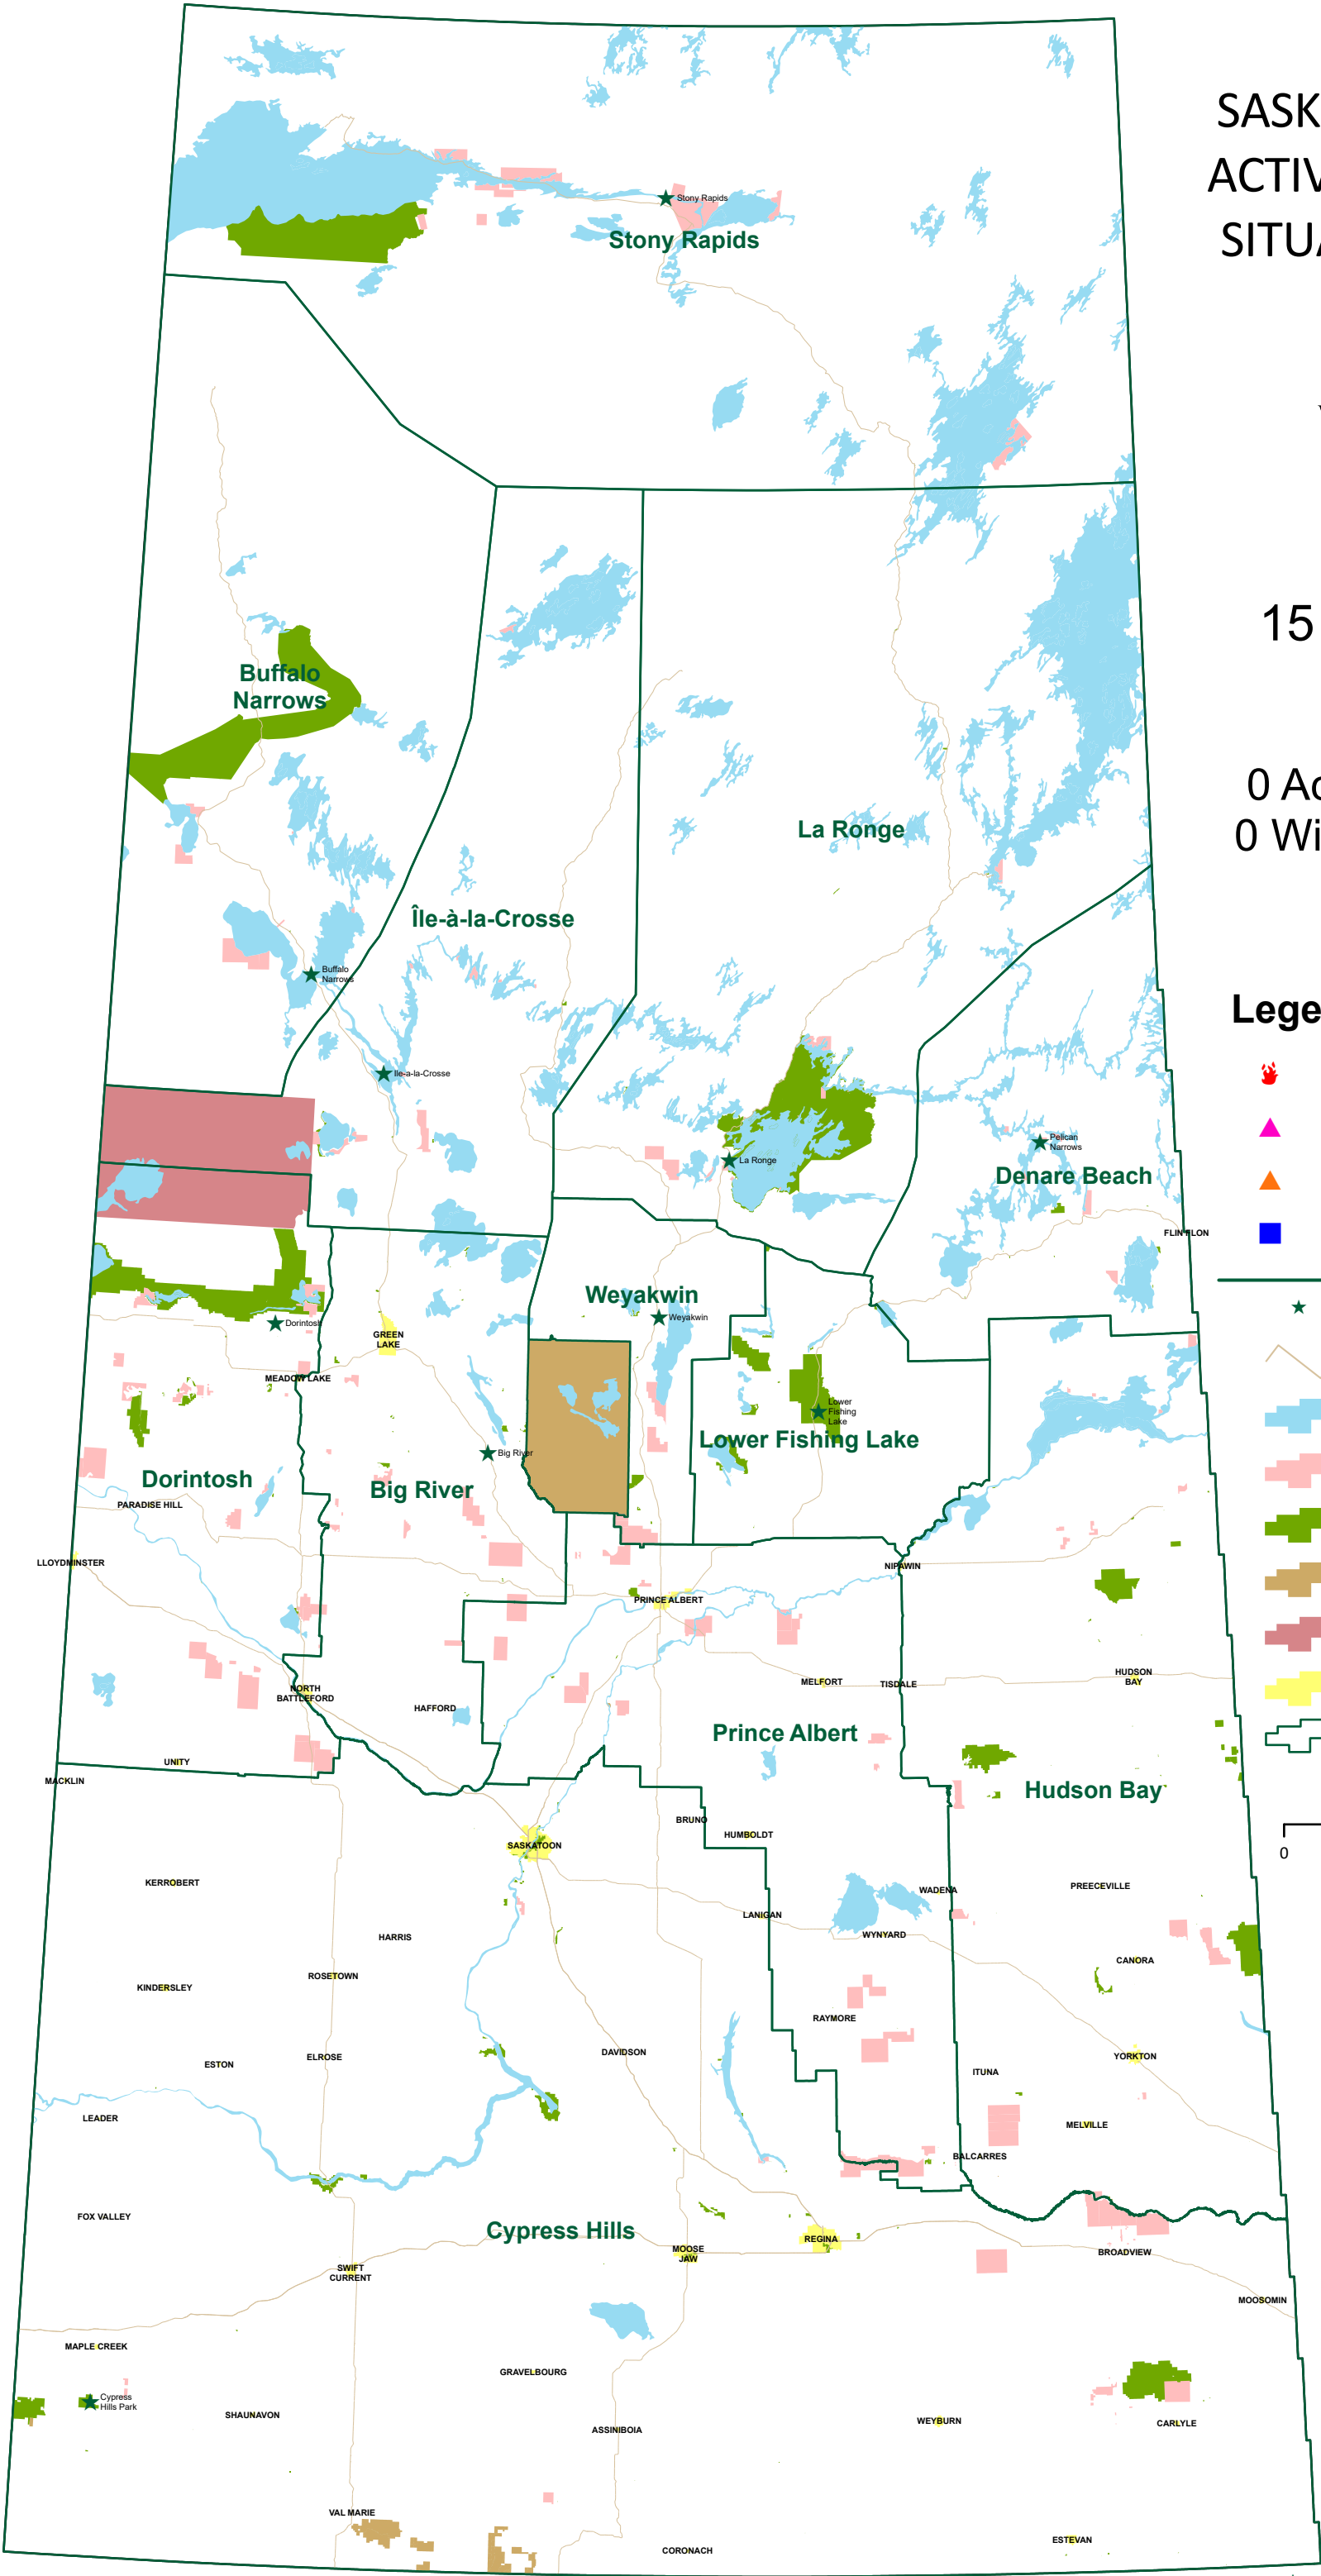 SASK
ACTIV
SITUA
15
0 Ac
0 Wi
Lege
0
Stony Rapids
Stony Rapids
Buffalo
Narrows
La Ronge
Île-à-la-Crosse
Buffalo
Narrows
Ile-a-la-Crosse
Pelican
Narrows
La Ronge
Denare Beach
FLIN FLON
Weyakwin
Weyakwin
Dorintosh
GREEN
LAKE
MEADOW LAKE
Lower
Fishing
Lake
Lower Fishing Lake
Big River
Dorintosh
Big River
PARADISE HILL
LLOYDMINSTER
NIPAWIN
PRINCE ALBERT
HUDSON
BAY
MELFORT
TISDALE
NORTH
BATTLEFORD
HAFFORD
Prince Albert
UNITY
MACKLIN
Hudson Bay
BRUNO
HUMBOLDT
SASKATOON
KERROBERT
WADENA
PREECEVILLE
LANIGAN
HARRIS
WYNYARD
CANORA
ROSETOWN
KINDERSLEY
RAYMORE
DAVIDSON
ELROSE
ESTON
YORKTON
ITUNA
LEADER
MELVILLE
BALCARRES
FOX VALLEY
Cypress Hills
REGINA
MOOSE
JAW
BROADVIEW
SWIFT
CURRENT
MOOSOMIN
MAPLE CREEK
GRAVELBOURG
Cypress
Hills Park
SHAUNAVON
ASSINIBOIA
WEYBURN
CARLYLE
VAL MARIE
ESTEVAN
CORONACH